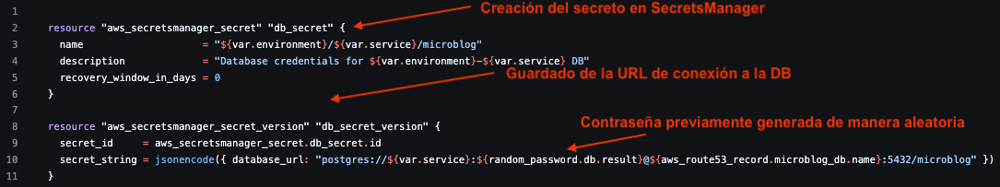 Creación del secreto en SecretsManager
1
2 resource "aws_secretsmanager_secret" "db_secret" {
3 name = "${var.environment}/${var.service}/microblog"
4 description = "Database credentials for ${var.environment}-${var.service} DB"
5 recovery_window_in_days = 0
Guardado de la URL de conexión a la DB
6 }
7
8 resource "aws_secretsmanager_secret_version" "db_secret_version" {
Contraseña previamente generada de manera aleatoria
9 secret_id = aws_secretsmanager_secret.db_secret.id
10 secret_string = jsonencode({ database_url: "postgres://${var.service}:${random_password.db.result}@${aws_route53_record.microblog_db.name}:5432/microblog" })
11 }